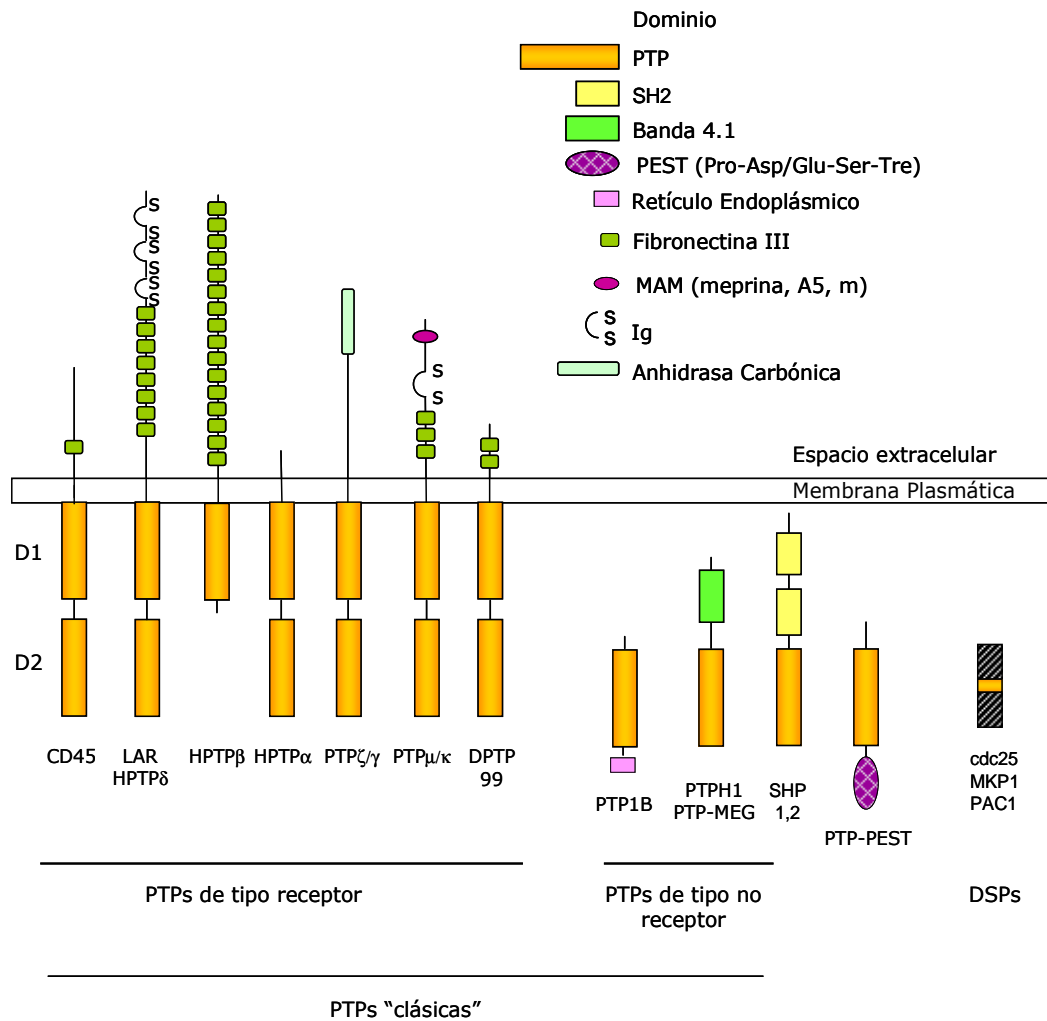 Dominio
PTP
SH2
Banda 4.1
PEST (Pro-Asp/Glu-Ser-Tre)
Retículo Endoplásmico
Fibronectina III
MAM (meprina, A5, m)
S
S
Ig
Anhidrasa Carbónica
S
S
S
S
S
S
S
S
Espacio extracelular
Membrana Plasmática
D1
D2
CD45
LAR
HPTPδ
HPTPβ
HPTPα
PTPζ/γ
PTPμ/κ
DPTP
99
PTP1B
PTPH1
PTP-MEG
SHP
1,2
PTP-PEST
cdc25
MKP1
PAC1
PTPs de tipo receptor
PTPs de tipo no
receptor
DSPs
PTPs “clásicas”